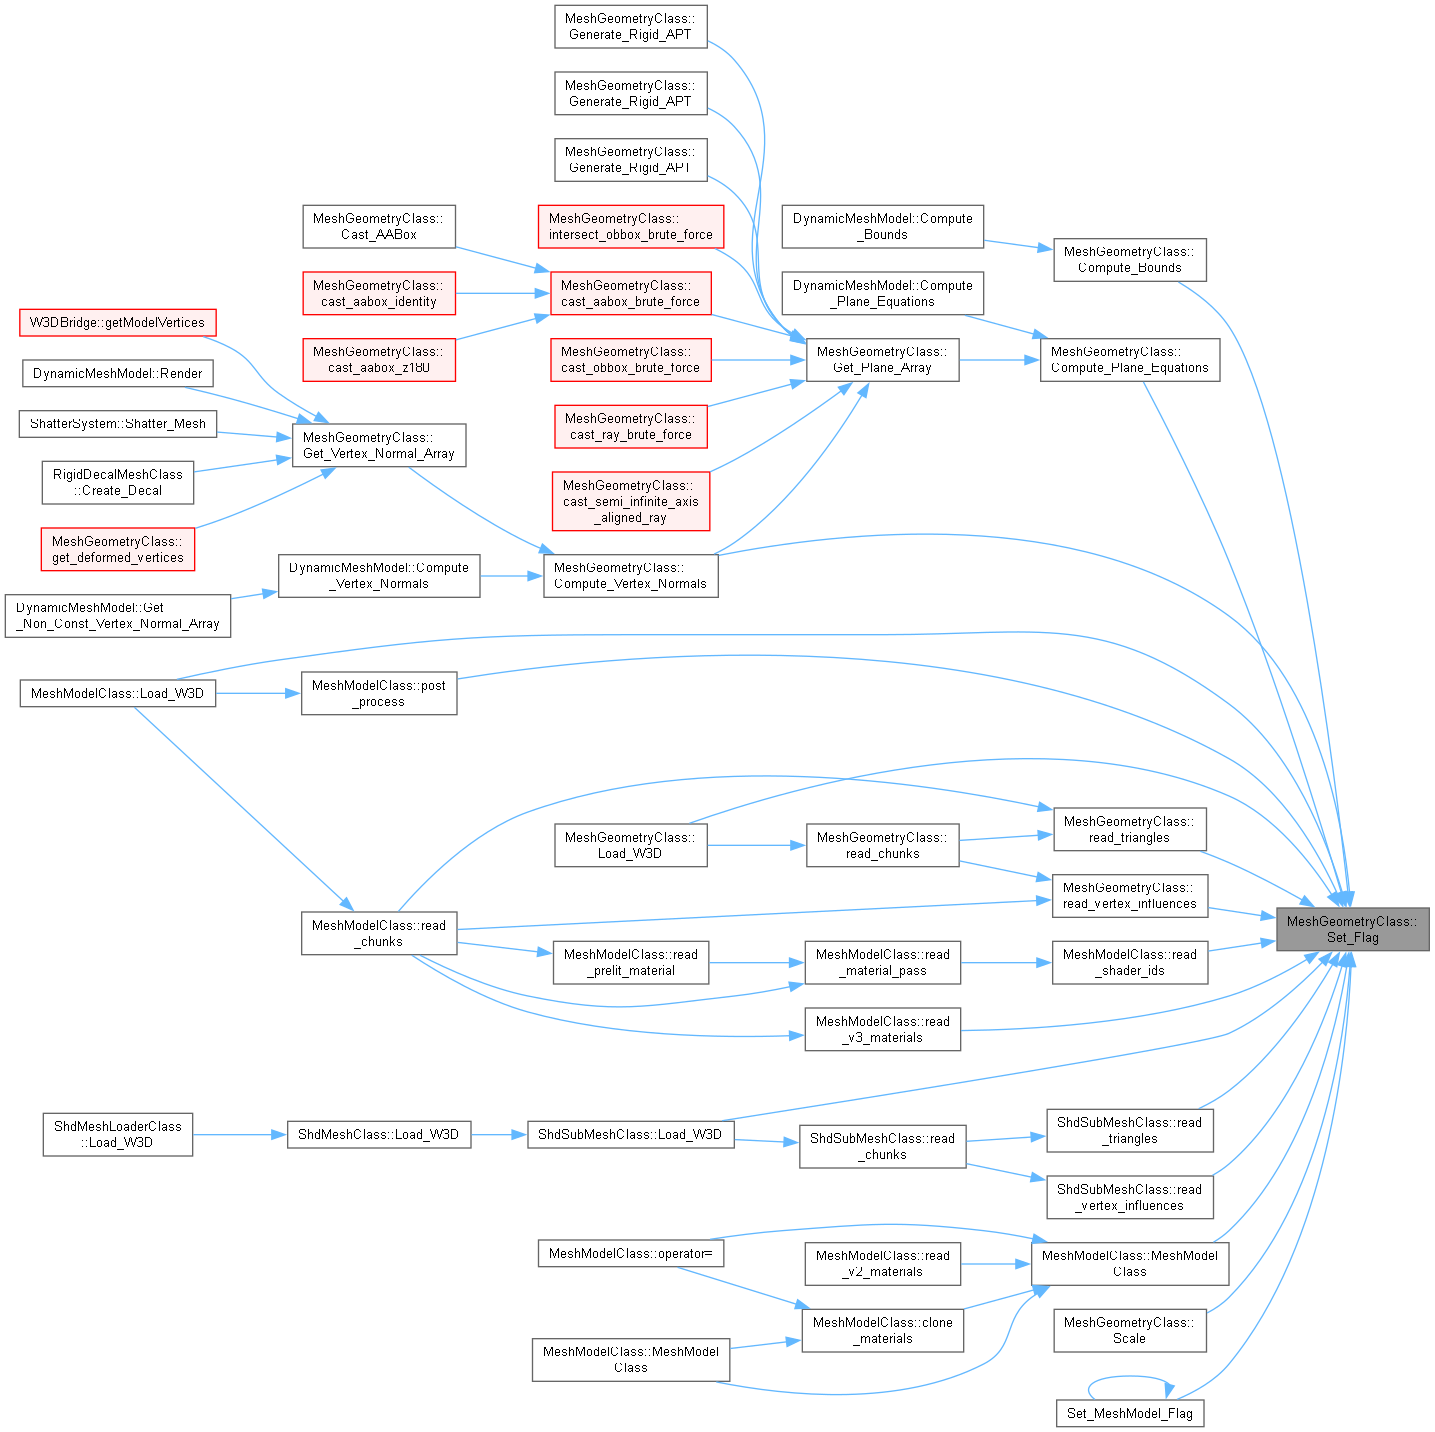 MeshGeometryClass::
Generate_Rigid_APT
MeshGeometryClass::
Generate_Rigid_APT
MeshGeometryClass::
Generate_Rigid_APT
MeshGeometryClass::
Cast_AABox
MeshGeometryClass::
intersect_obbox_brute_force
DynamicMeshModel::Compute
_Bounds
MeshGeometryClass::
Compute_Bounds
MeshGeometryClass::
cast_aabox_identity
MeshGeometryClass::
cast_aabox_brute_force
DynamicMeshModel::Compute
_Plane_Equations
W3DBridge::getModelVertices
MeshGeometryClass::
cast_aabox_z180
MeshGeometryClass::
cast_obbox_brute_force
MeshGeometryClass::
Get_Plane_Array
MeshGeometryClass::
Compute_Plane_Equations
DynamicMeshModel::Render
ShatterSystem::Shatter_Mesh
MeshGeometryClass::
Get_Vertex_Normal_Array
MeshGeometryClass::
cast_ray_brute_force
RigidDecalMeshClass
::Create_Decal
MeshGeometryClass::
cast_semi_infinite_axis
_aligned_ray
MeshGeometryClass::
get_deformed_vertices
DynamicMeshModel::Compute
_Vertex_Normals
MeshGeometryClass::
Compute_Vertex_Normals
DynamicMeshModel::Get
_Non_Const_Vertex_Normal_Array
MeshModelClass::Load_W3D
MeshModelClass::post
_process
MeshGeometryClass::
Load_W3D
MeshGeometryClass::
read_chunks
MeshGeometryClass::
read_triangles
MeshGeometryClass::
read_vertex_influences
MeshModelClass::read
_chunks
MeshGeometryClass::
Set_Flag
MeshModelClass::read
_prelit_material
MeshModelClass::read
_material_pass
MeshModelClass::read
_shader_ids
MeshModelClass::read
_v3_materials
ShdMeshLoaderClass
::Load_W3D
ShdMeshClass::Load_W3D
ShdSubMeshClass::Load_W3D
ShdSubMeshClass::read
_chunks
ShdSubMeshClass::read
_triangles
ShdSubMeshClass::read
_vertex_influences
MeshModelClass::operator=
MeshModelClass::read
_v2_materials
MeshModelClass::MeshModel
Class
MeshModelClass::clone
_materials
MeshGeometryClass::
Scale
MeshModelClass::MeshModel
Class
Set_MeshModel_Flag